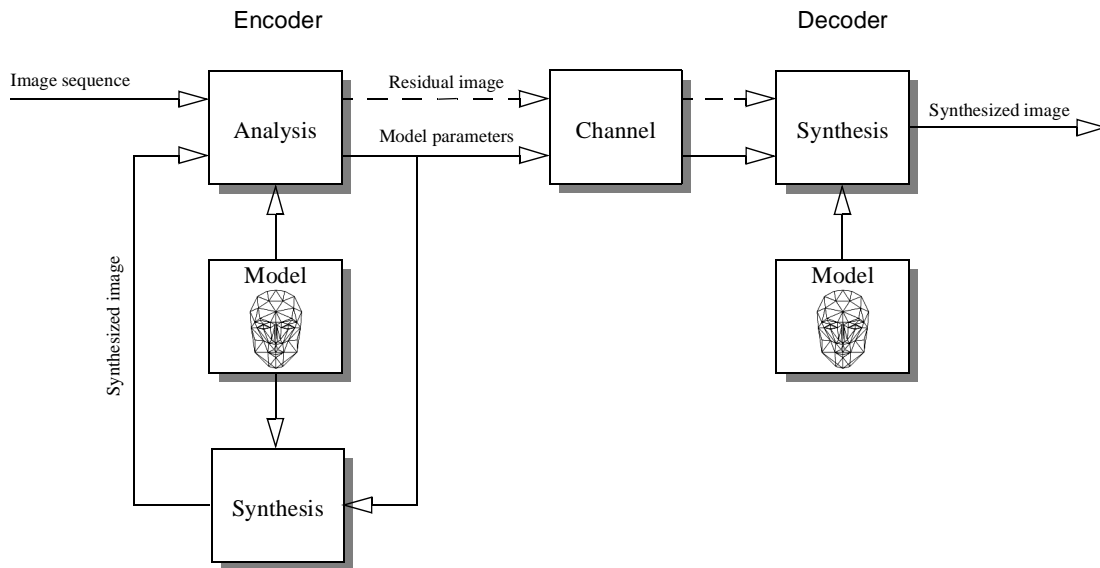 Encoder
Decoder
Image sequence
Residual image
Synthesized image
Analysis
Channel
Synthesis
Model parameters
Model
Model
Synthesized image
Synthesis